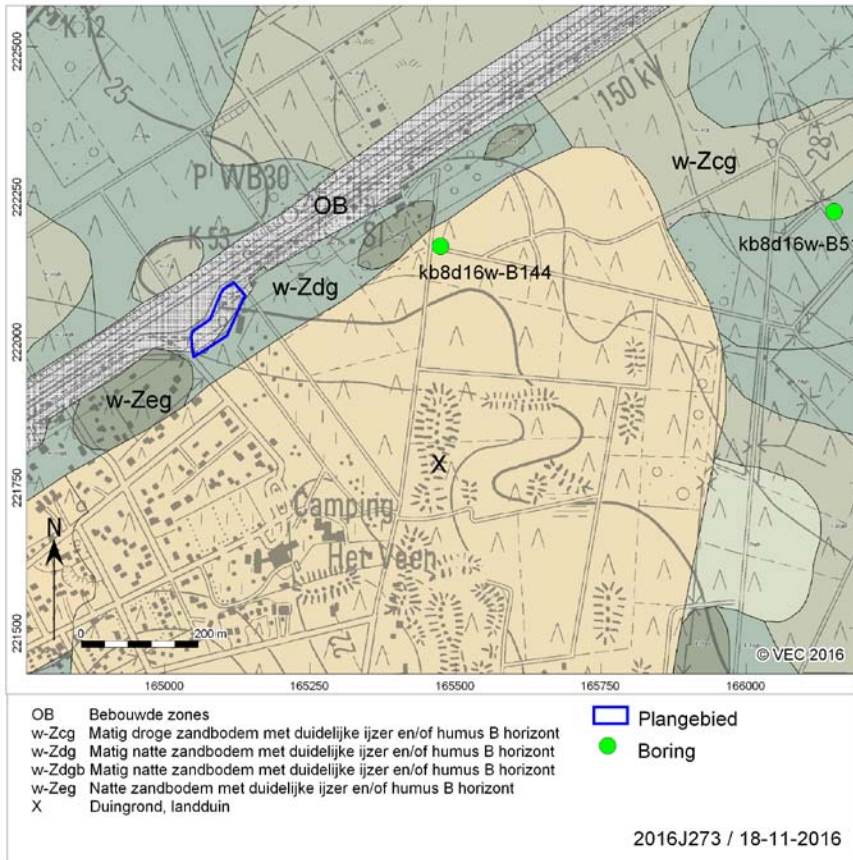 222500
222250
222000
221750
221500
K 12
25
150 kV
w-Zcg
28
P' WB30
OB
K 53
SI
kb8d16w-B51
kb8d16w-B144
w-Zdg
w-Zeg
X
Camping
Het Veen
N
22
0 200 m
© VEC 2016
165000 165250 165500 165750 166000
OB Bebouwde zones
w-Zcg Matig droge zandbodem met duidelijke ijzer en/of humus B horizont
w-Zdg Matig natte zandbodem met duidelijke ijzer en/of humus B horizont
w-Zdgb Matig natte zandbodem met duidelijke ijzer en/of humus B horizont
w-Zeg Natte zandbodem met duidelijke ijzer en/of humus B horizont
X Duingrond, landduin
Plangebied
Boring
2016J273 / 18-11-2016